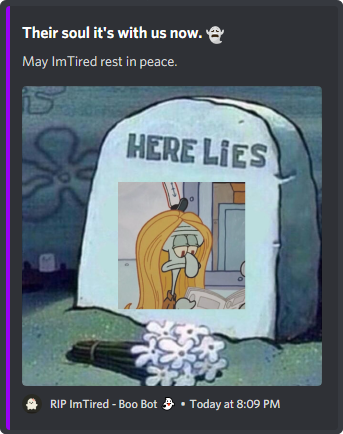 Their soul it's with us now. 👻
May ImTired rest in peace.
HERE LiES
RIP ImTired - Boo Bot 👻 • Today at 8:09 PM